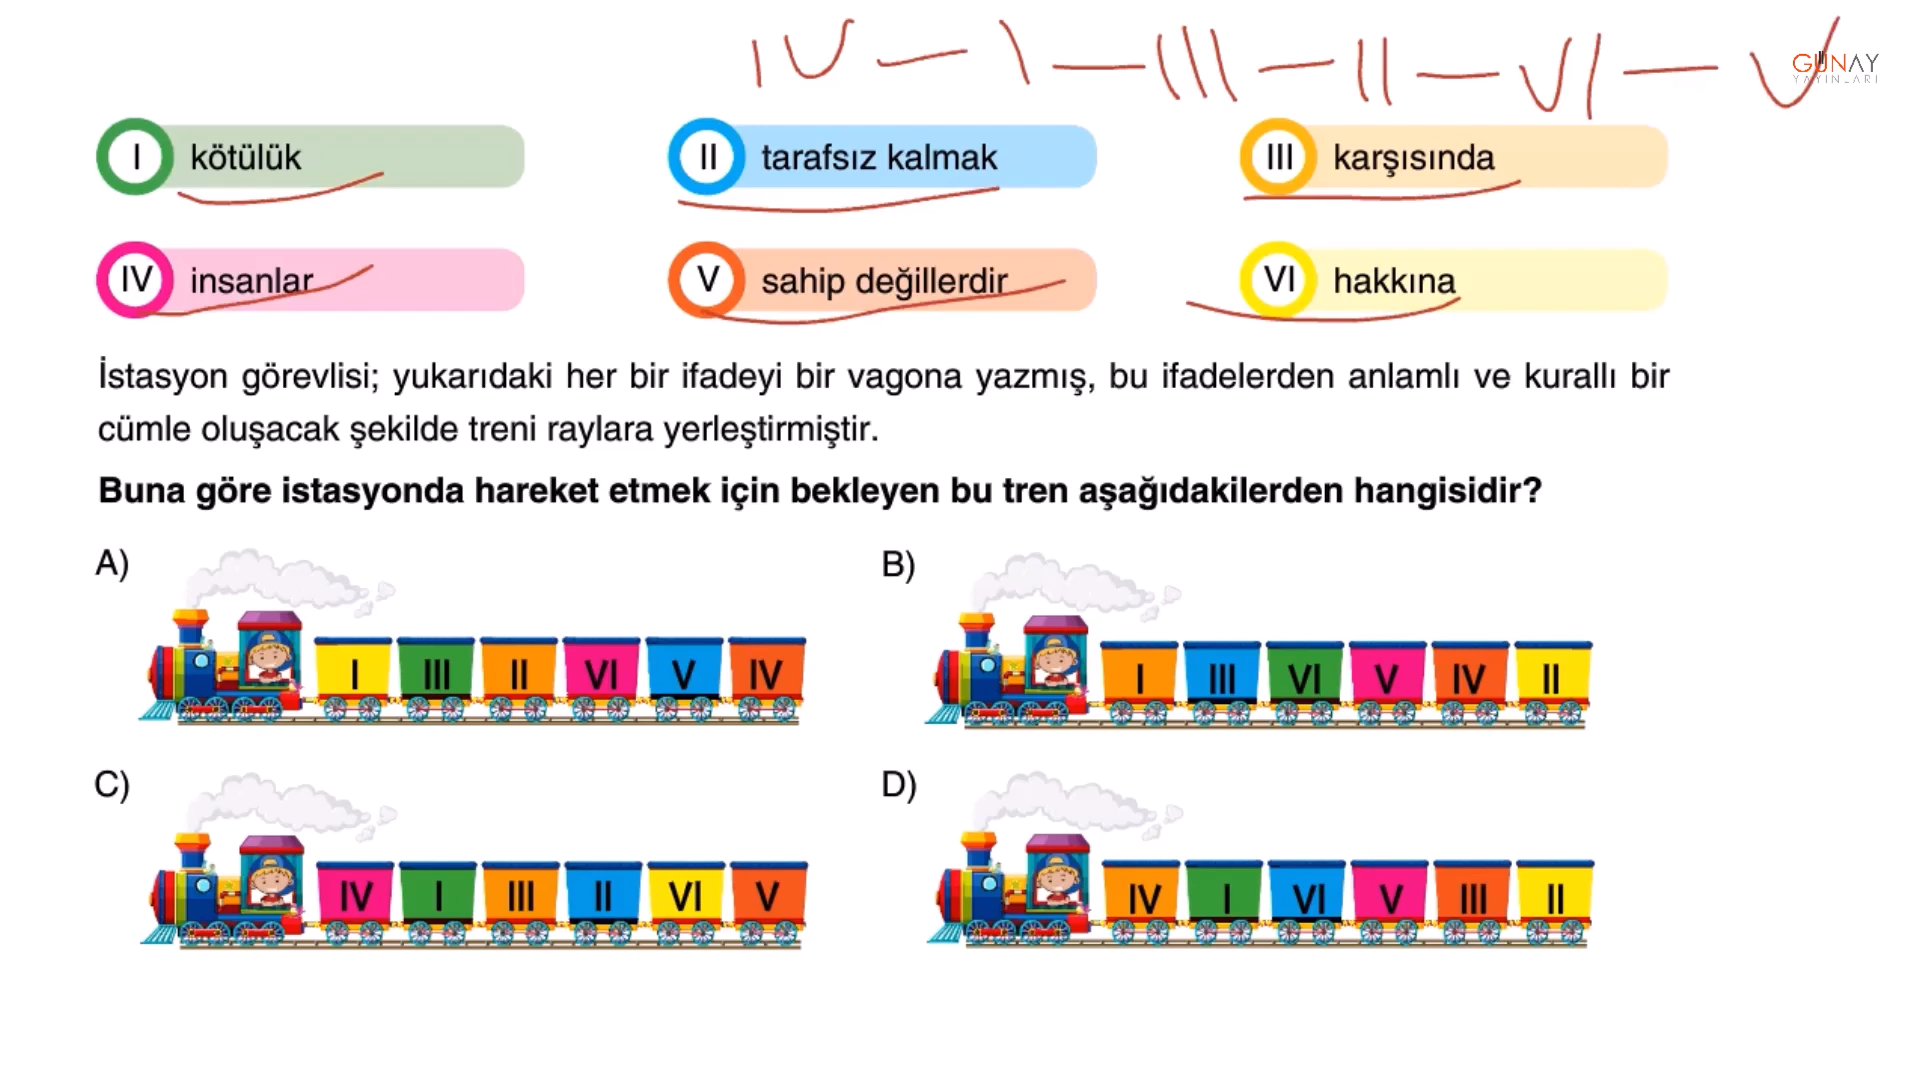 IV — I — III — II — VI — V
GÜNAY
YAYINLARI
I kötülük
II tarafsız kalmak
III karşısında
IV insanlar
V sahip değillerdir
VI hakkına
İstasyon görevlisi; yukarıdaki her bir ifadeyi bir vagona yazmış, bu ifadelerden anlamlı ve kurallı bir
cümle oluşacak şekilde treni raylara yerleştirmiştir.
Buna göre istasyonda hareket etmek için bekleyen bu tren aşağıdakilerden hangisidir?
A) I III II VI V IV
B) I III VI V IV II
C) IV I III II VI V
D) IV I VI V III II